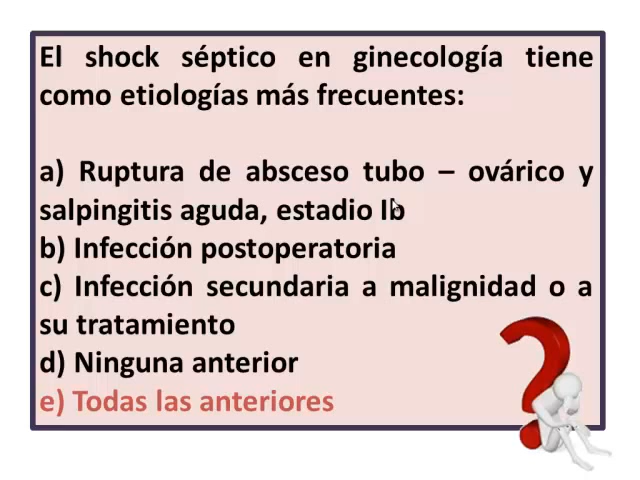 El shock séptico en ginecología tiene
como etiologías más frecuentes:
a) Ruptura de absceso tubo – ovárico y
salpingitis aguda, estadio Ib
b) Infección postoperatoria
c) Infección secundaria a malignidad o a
su tratamiento
d) Ninguna anterior
e) Todas las anteriores